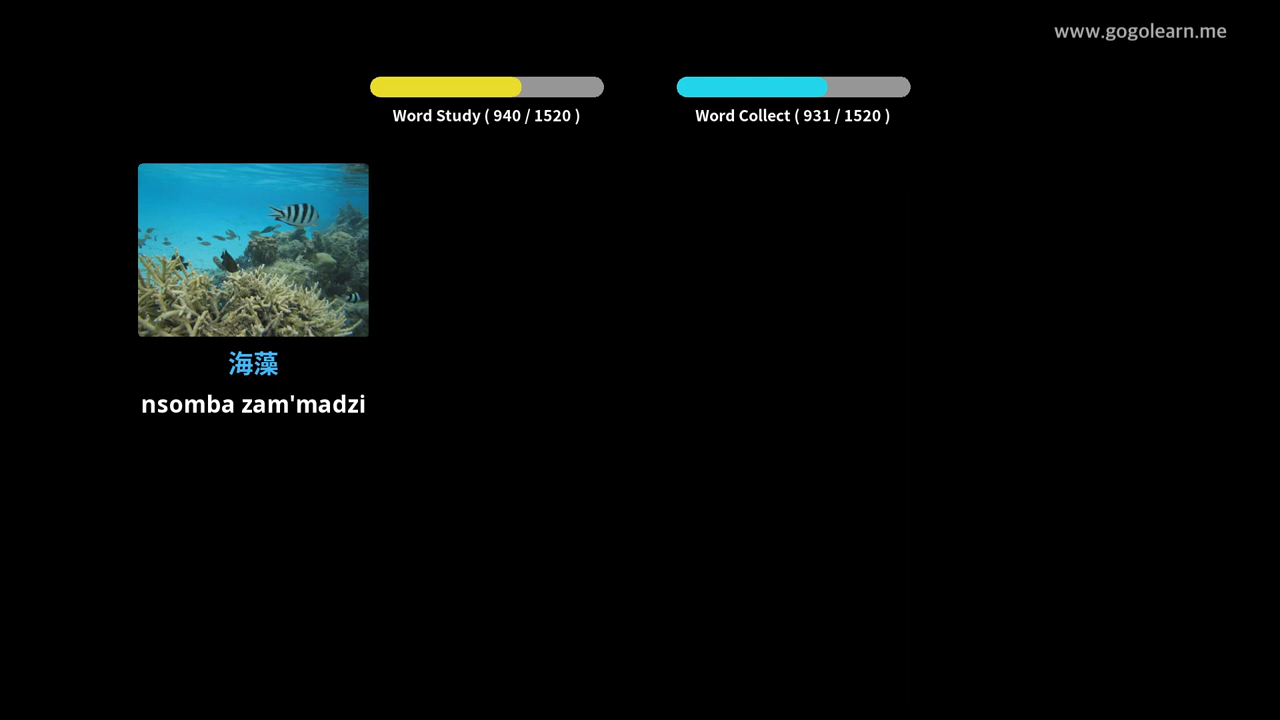 www.gogolearn.me
Word Study ( 940 / 1520 )
Word Collect ( 931 / 1520 )
海藻
nsomba zam'madzi